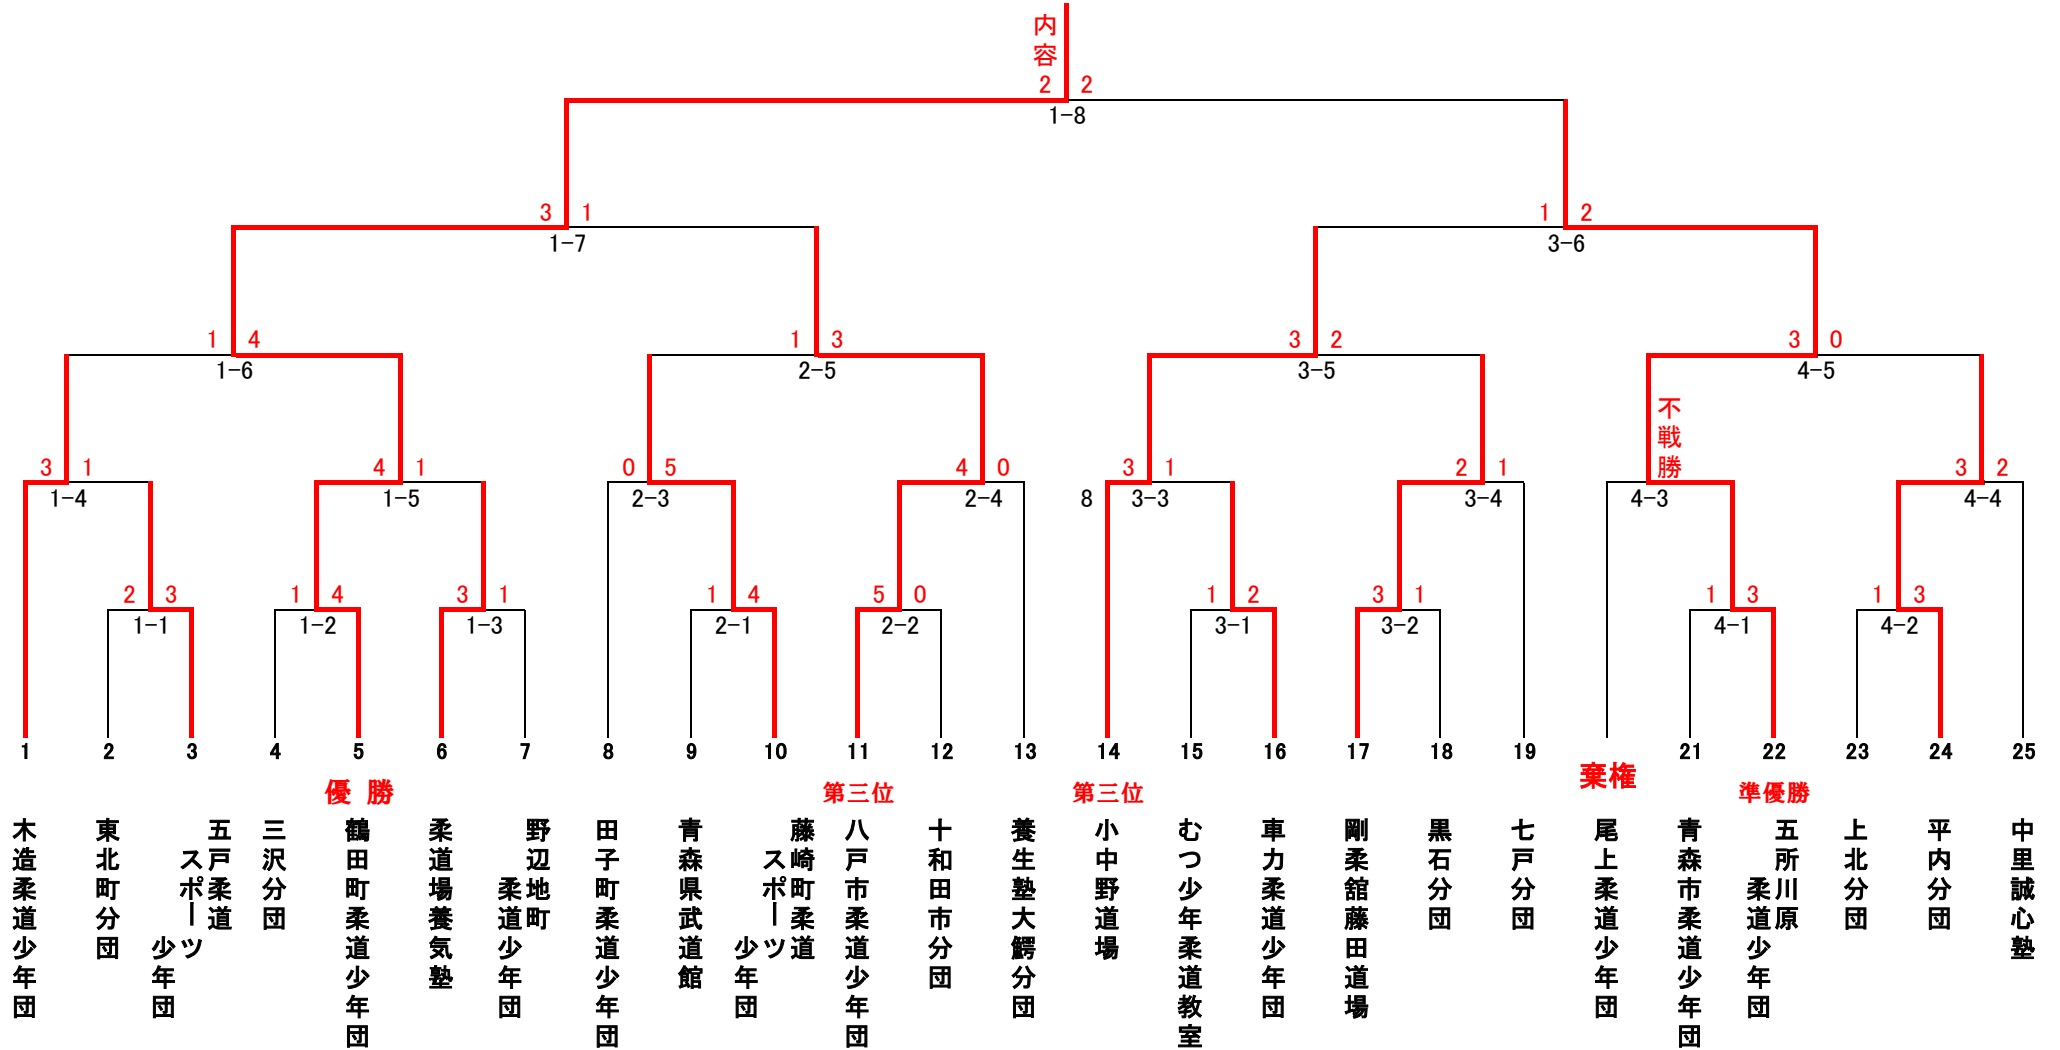 内容
2 2
1-8
3 1
1-7
1 2
3-6
1 4
1-6
1 3
2-5
3 2
3-5
3 0
4-5
不戦勝
3 1
1-4
4 1
1-5
0 5
2-3
4 0
2-4
8
3 1
3-3
2 1
3-4
4-3
3 2
4-4
2 3
1-1
1 4
1-2
3 1
1-3
1 4
2-1
5 0
2-2
1 2
3-1
3 1
3-2
1 3
4-1
1 3
4-2
1 2 3 4 5 6 7 8 9 10 11 12 13 14 15 16 17 18 19 21 22 23 24 25
優勝
第三位
第三位
棄権
準優勝
木造柔道少年団
東北町分団
五戸柔道
スポーツ
少年団
三沢分団
鶴田町柔道少年団
柔道場養気塾
野辺地町
柔道少年団
田子町柔道少年団
青森県武道館
藤崎町柔道
スポーツ
少年団
八戸市柔道少年団
十和田市分団
養生塾大鰐分団
小中野道場
むつ少年柔道教室
車力柔道少年団
剛柔舘藤田道場
黒石分団
七戸分団
尾上柔道少年団
青森市柔道少年団
五所川原
柔道少年団
上北分団
平内分団
中里誠心塾